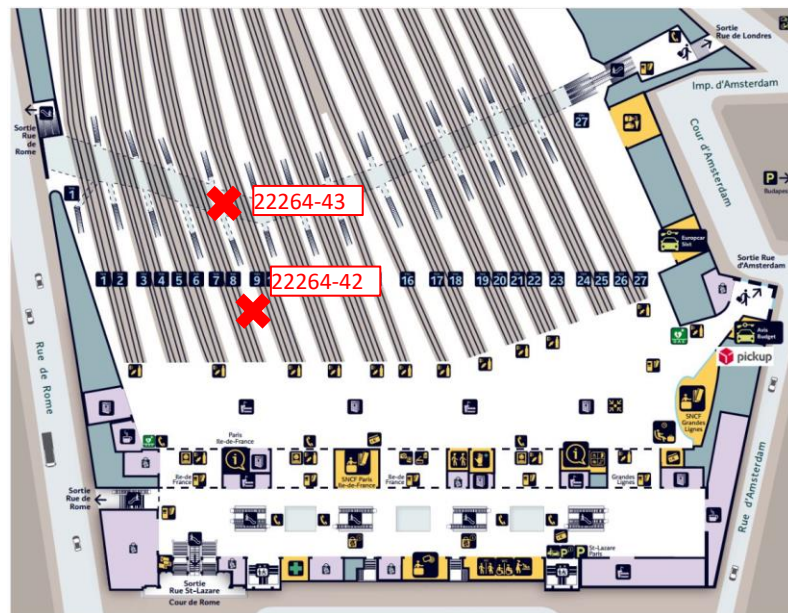 Sortie
Rue de Londres
Imp. d'Amsterdam
Cour d'Amsterdam
Sortie
Rue
de
Rome
27
1
P
Budapes
22264-43
Europcar
Sixt
Sortie Rue
d'Amsterdam
22264-42
1 2 3 4 5 6 7 8 9 16 17 18 19 20 21 22 23 24 25 26 27
Avis
Budget
pickup
Rue de Rome
SNCF
Grandes
Lignes
Paris
Ile-de-France
Ile-de
France
SNCF Paris
Ile-de-France
Ile-de
France
Grandes
Lignes
Rue d'Amsterdam
Sortie
Rue de
Rome
St-Lazare
Paris
P
P
Sortie
Rue St-Lazare
Cour de Rome